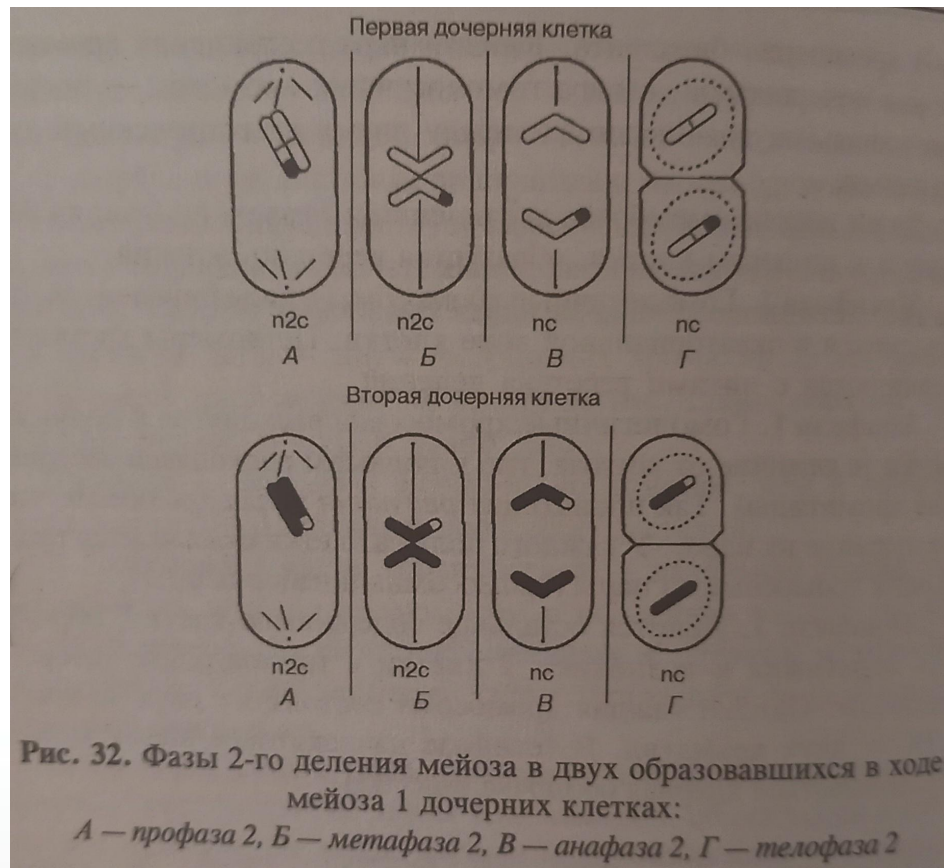 Первая дочерняя клетка
n2c n2c nc nc
А Б В Г
Вторая дочерняя клетка
n2c n2c nc nc
А Б В Г
Рис. 32. Фазы 2-го деления мейоза в двух образовавшихся в ходе
мейоза 1 дочерних клетках:
А — профаза 2, Б — метафаза 2, В — анафаза 2, Г — телофаза 2